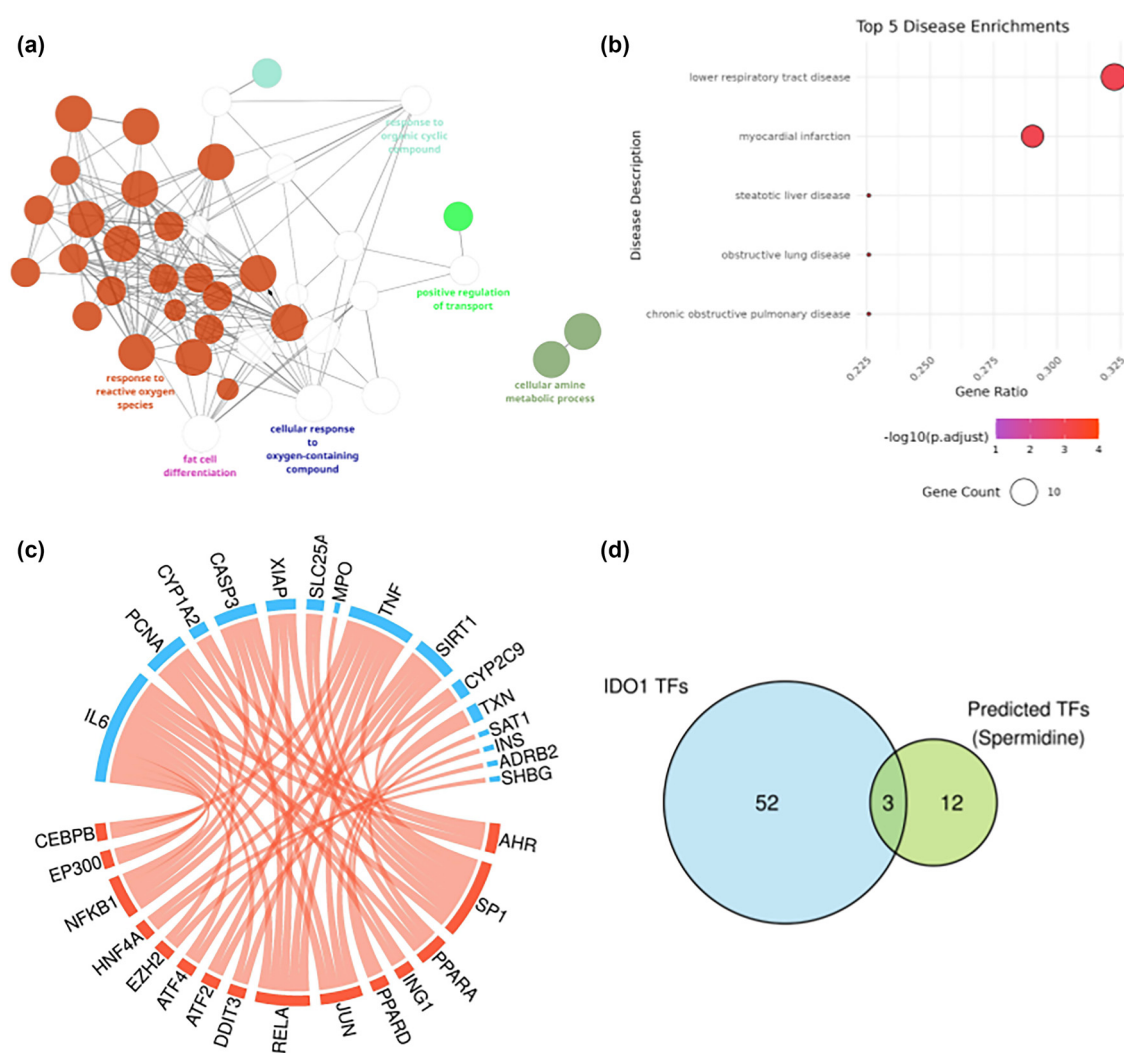 (a)
response to
organic cyclic
compound
positive regulation
of transport
cellular amine
metabolic process
response to
reactive oxygen
species
cellular response
to
oxygen-containing
compound
fat cell
differentiation
(b)
Top 5 Disease Enrichments
Disease Description
lower respiratory tract disease
myocardial infarction
steatotic liver disease
obstructive lung disease
chronic obstructive pulmonary disease
0.225
0.250
0.275
0.300
0.325
Gene Ratio
-log10(p.adjust)
1 2 3 4
Gene Count 10
(c)
IL6
PCNA
CYP1A2
CASP3
XIAP
SLC25A
MPO
TNF
SIRT1
CYP2C9
TXN
SAT1
INS
ADRB2
SHBG
AHR
SP1
PPARA
ING1
PPARD
JUN
RELA
DDIT3
ATF2
ATF4
EZH2
HNF4A
NFKB1
EP300
CEBPB
(d)
IDO1 TFs
Predicted TFs
(Spermidine)
52 3 12